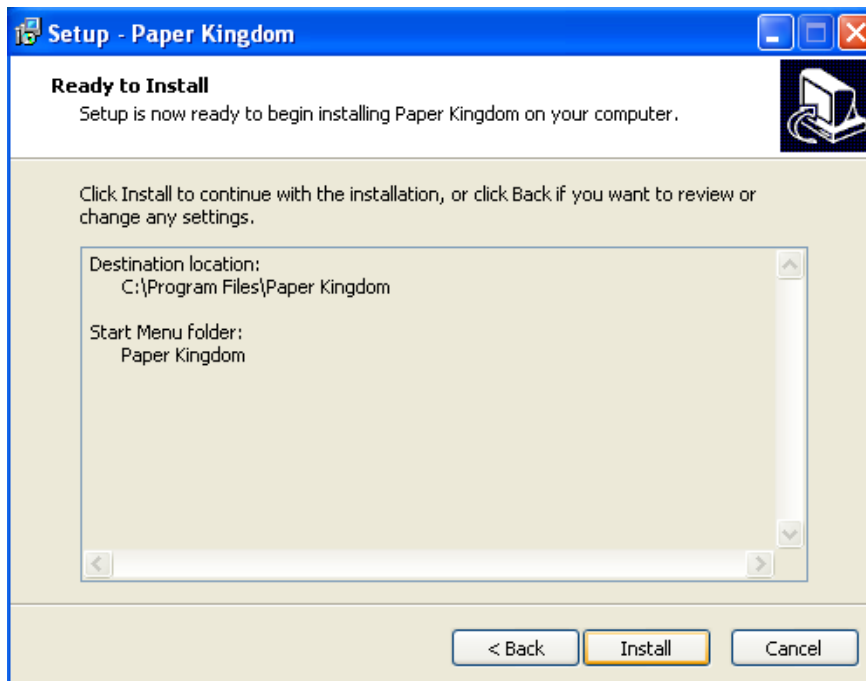 Setup - Paper Kingdom
Ready to Install
Setup is now ready to begin installing Paper Kingdom on your computer.
Click Install to continue with the installation, or click Back if you want to review or
change any settings.
Destination location:
C:\Program Files\Paper Kingdom
Start Menu folder:
Paper Kingdom
< Back Install Cancel